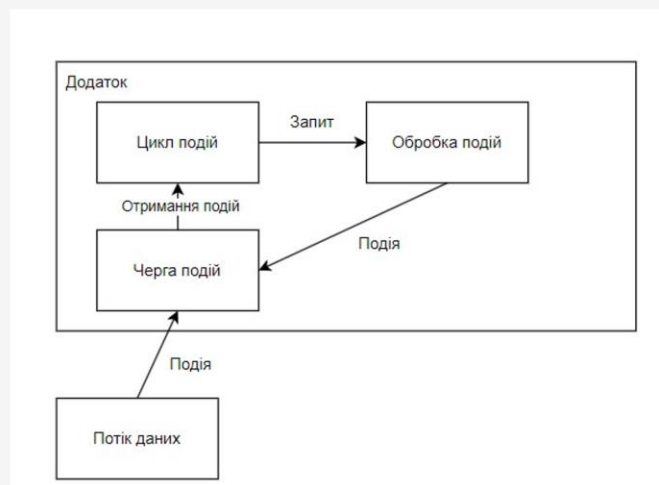 Додаток
Цикл подій
Запит
Обробка подій
Отримання подій
Подія
Черга подій
Подія
Потік даних